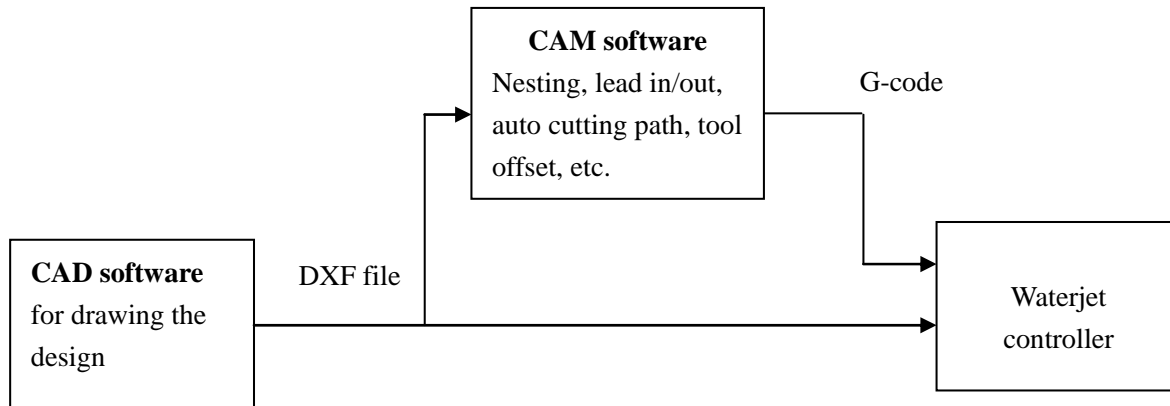 CAM software
Nesting, lead in/out,
auto cutting path, tool
offset, etc.
G-code
CAD software
for drawing the
design
DXF file
Waterjet
controller